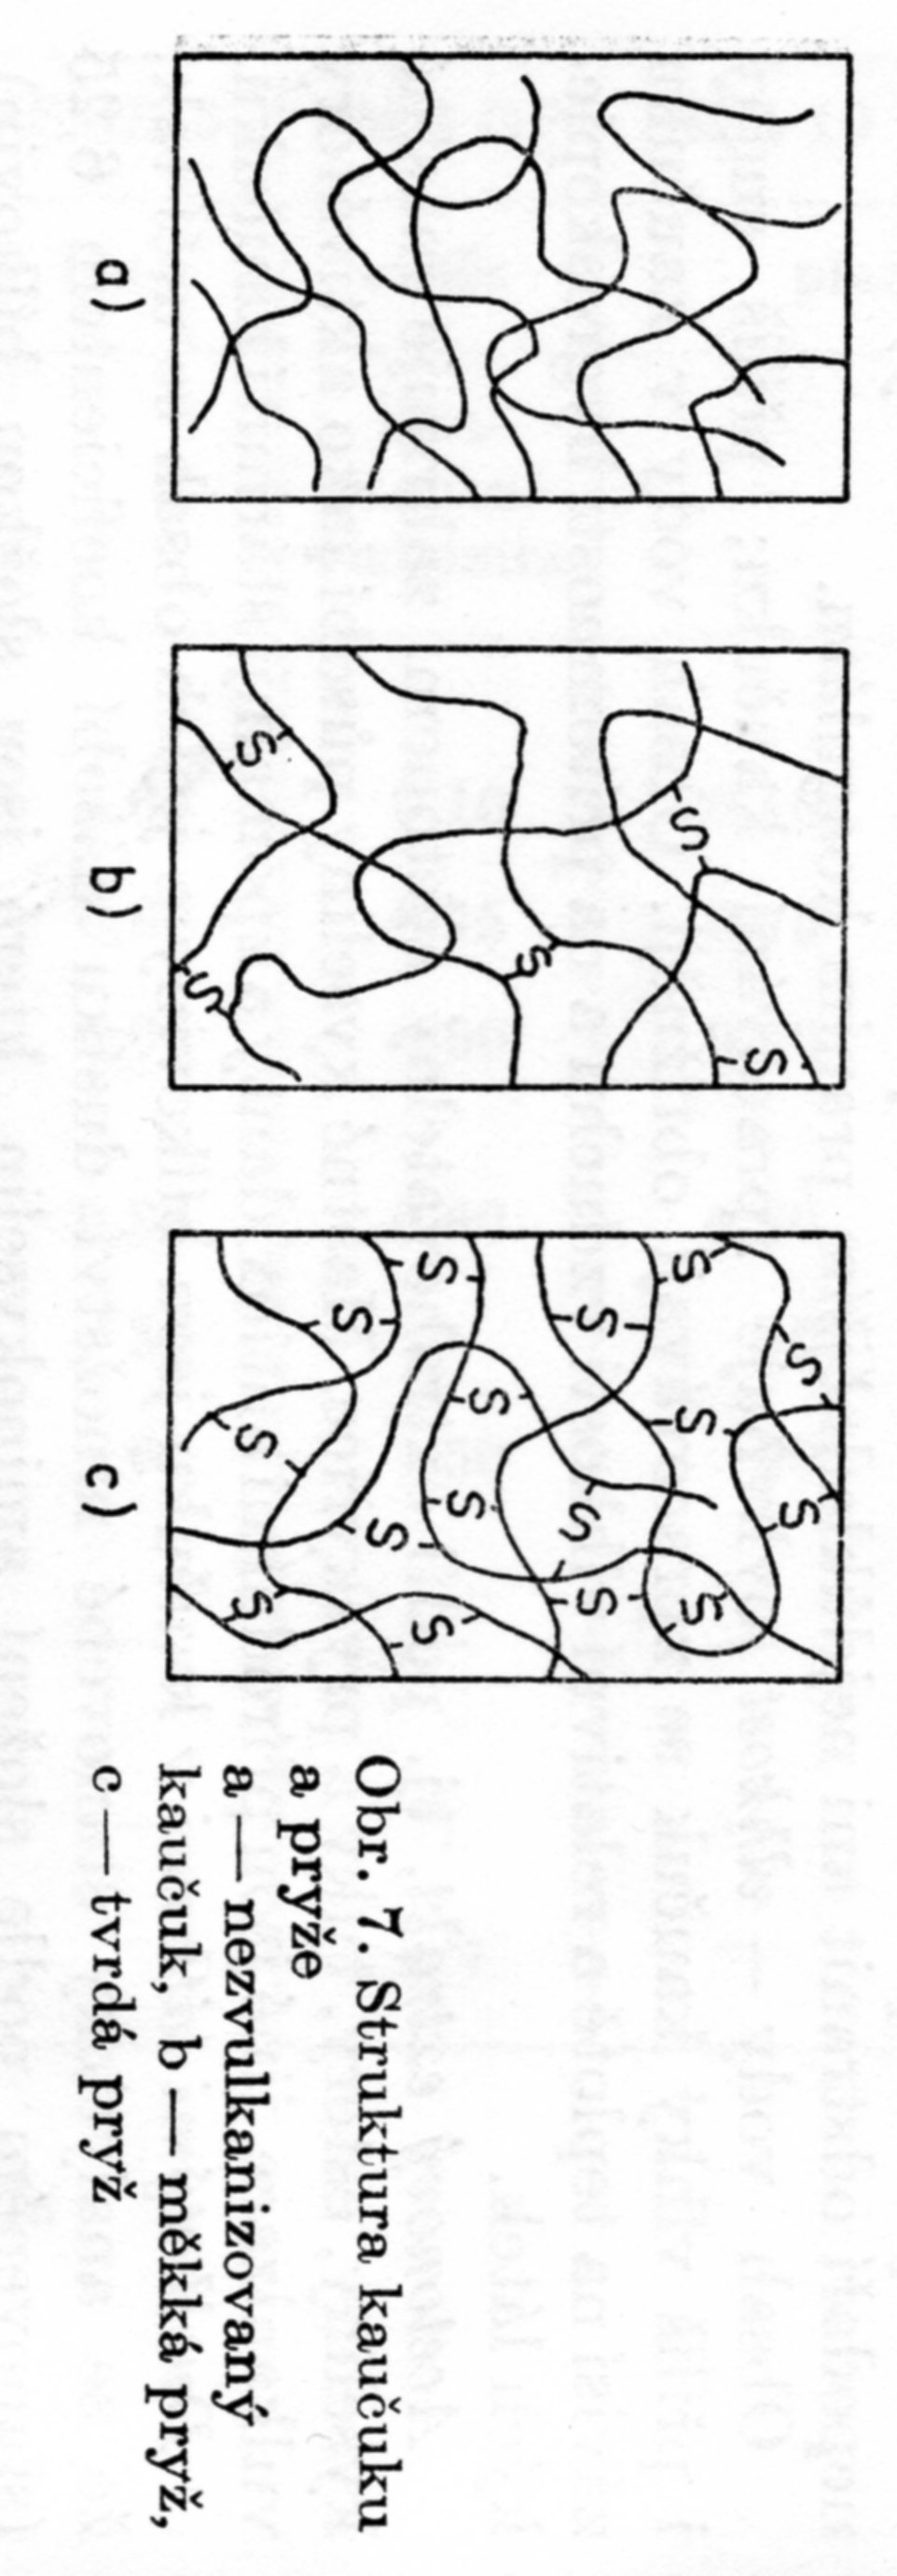 a)
S
S
S
S
S
b)
S S
S S S
S S S
S S
S S
S
S
S S
c)
Obr. 7. Struktura kaučuku
a pryže
a — nezvulkanizovaný
kaučuk, b — měkká pryž,
c — tvrdá pryž